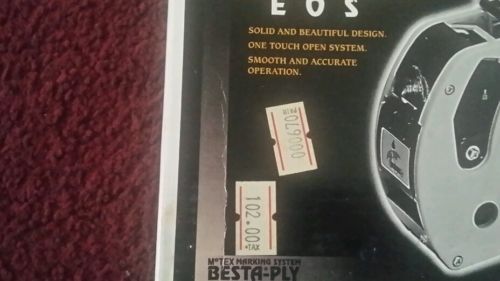 EOS
SOLID AND BEAUTIFUL DESIGN.
ONE TOUCH OPEN SYSTEM.
SMOOTH AND ACCURATE
OPERATION.
102.00
+TAX
MOTEX MARKING SYSTEM
BESTA-PLY